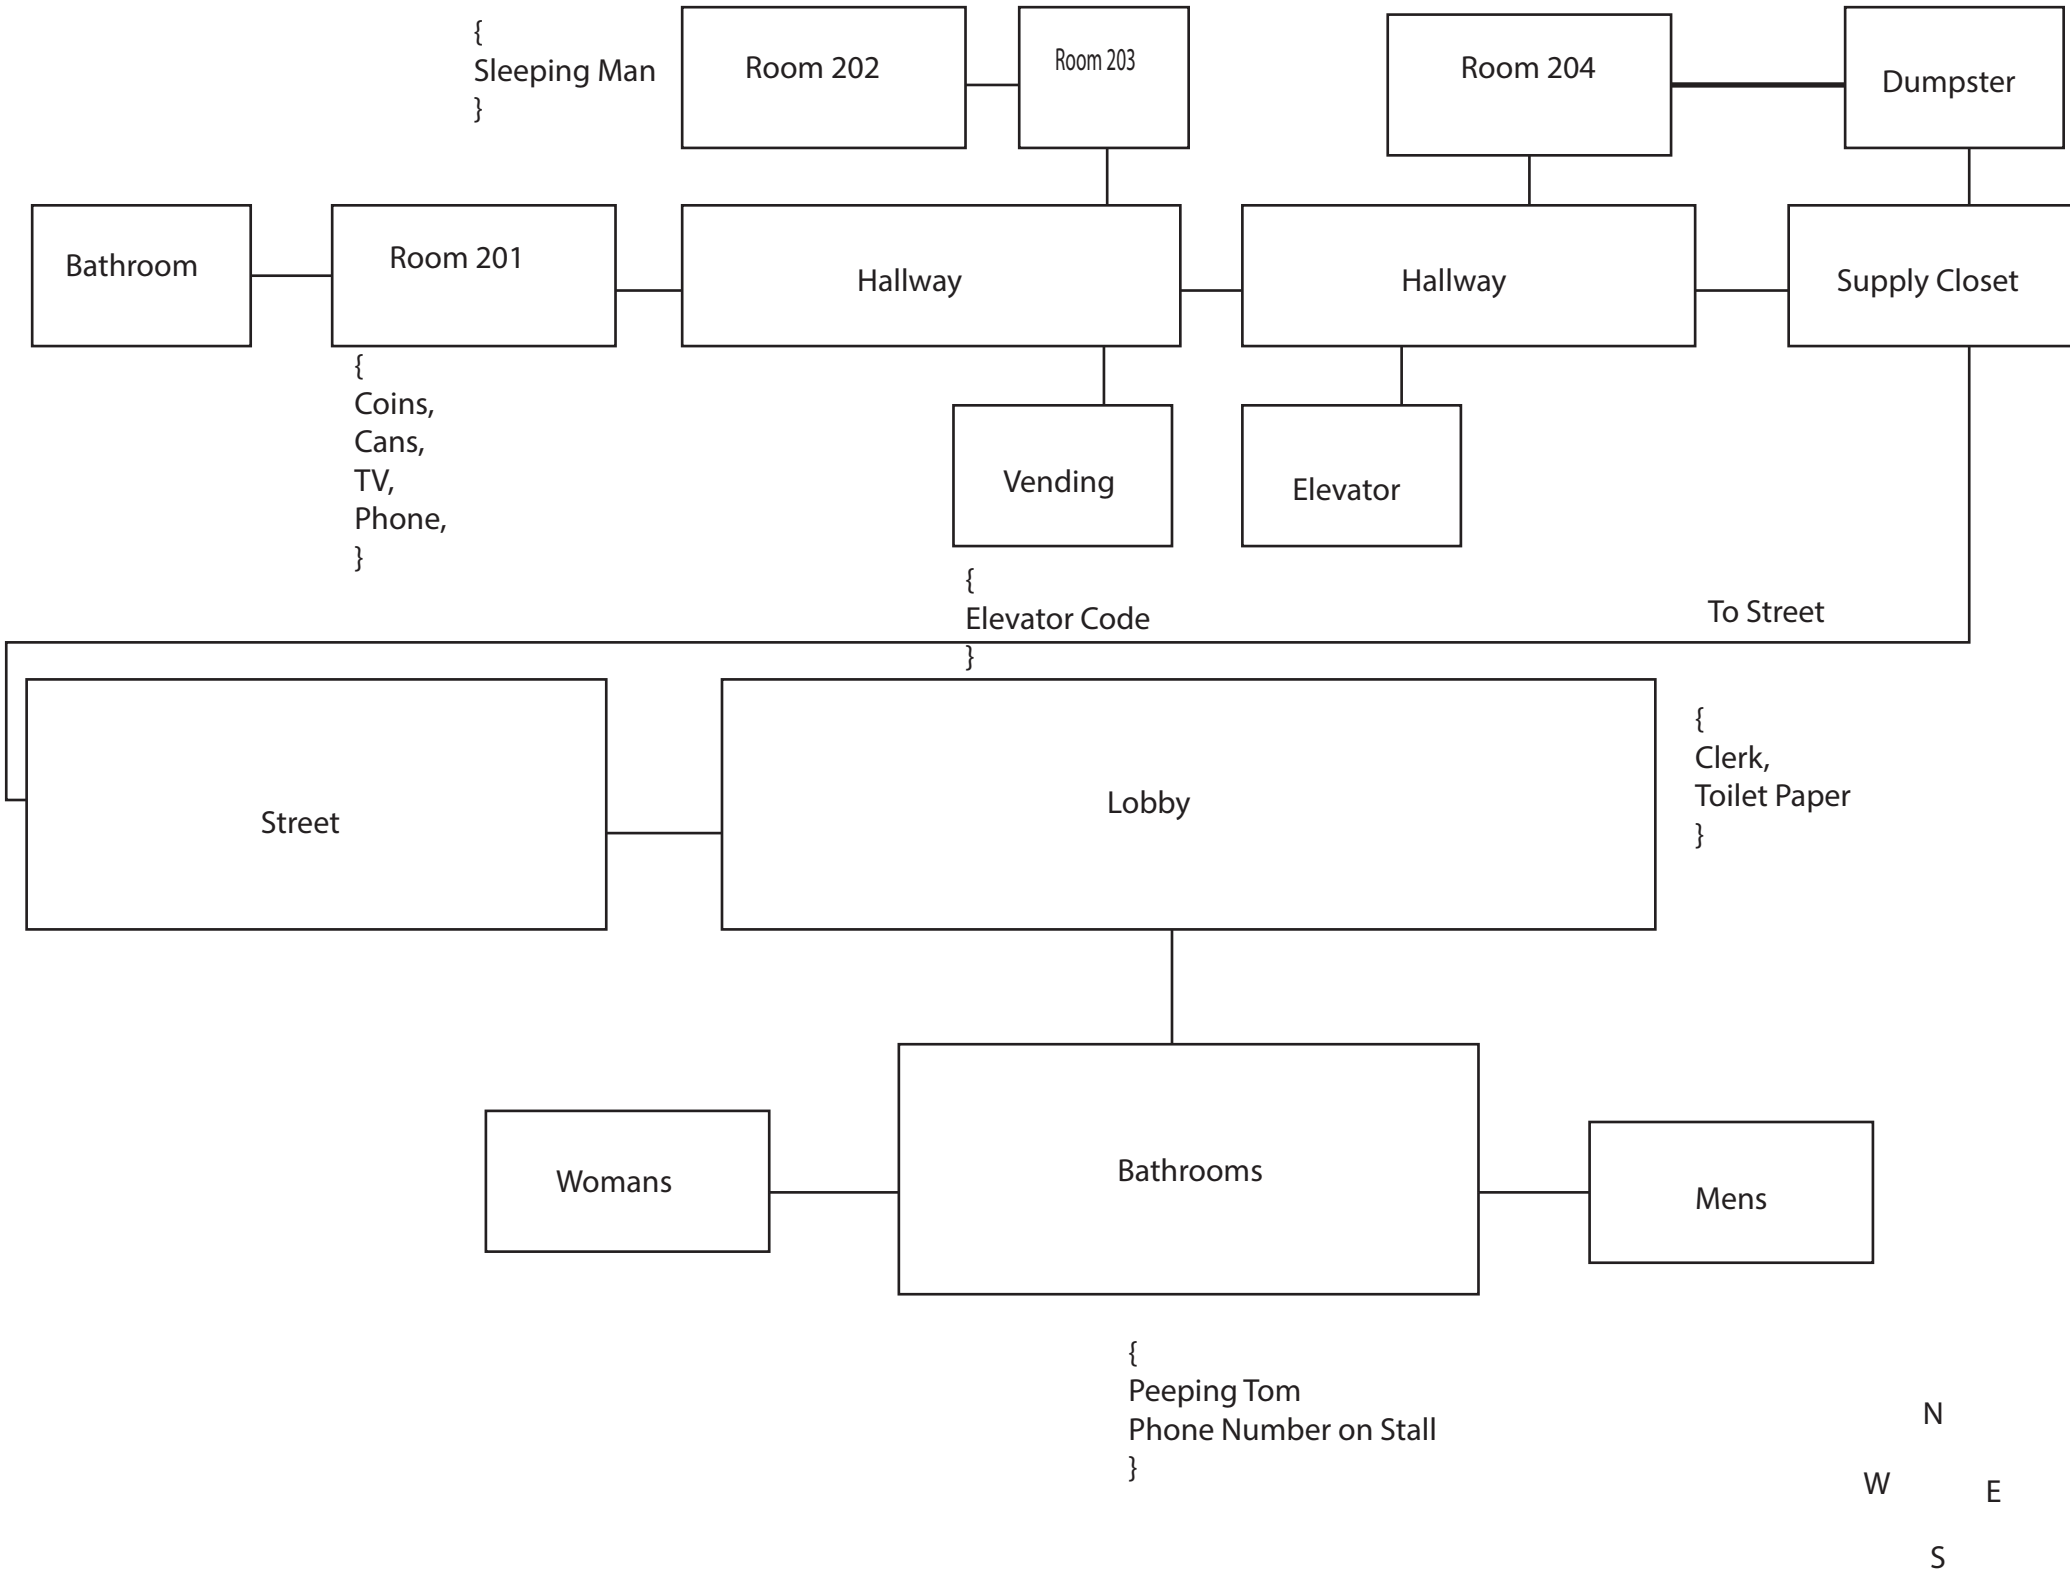 {
Sleeping Man
}
Room 202
Room 203
Room 204
Dumpster
Bathroom
Room 201
Hallway
Hallway
Supply Closet
{
Coins,
Cans,
TV,
Phone,
}
Vending
Elevator
{
Elevator Code
}
To Street
Street
Lobby
{
Clerk,
Toilet Paper
}
Womans
Bathrooms
Mens
{
Peeping Tom
Phone Number on Stall
}
N
W
E
S